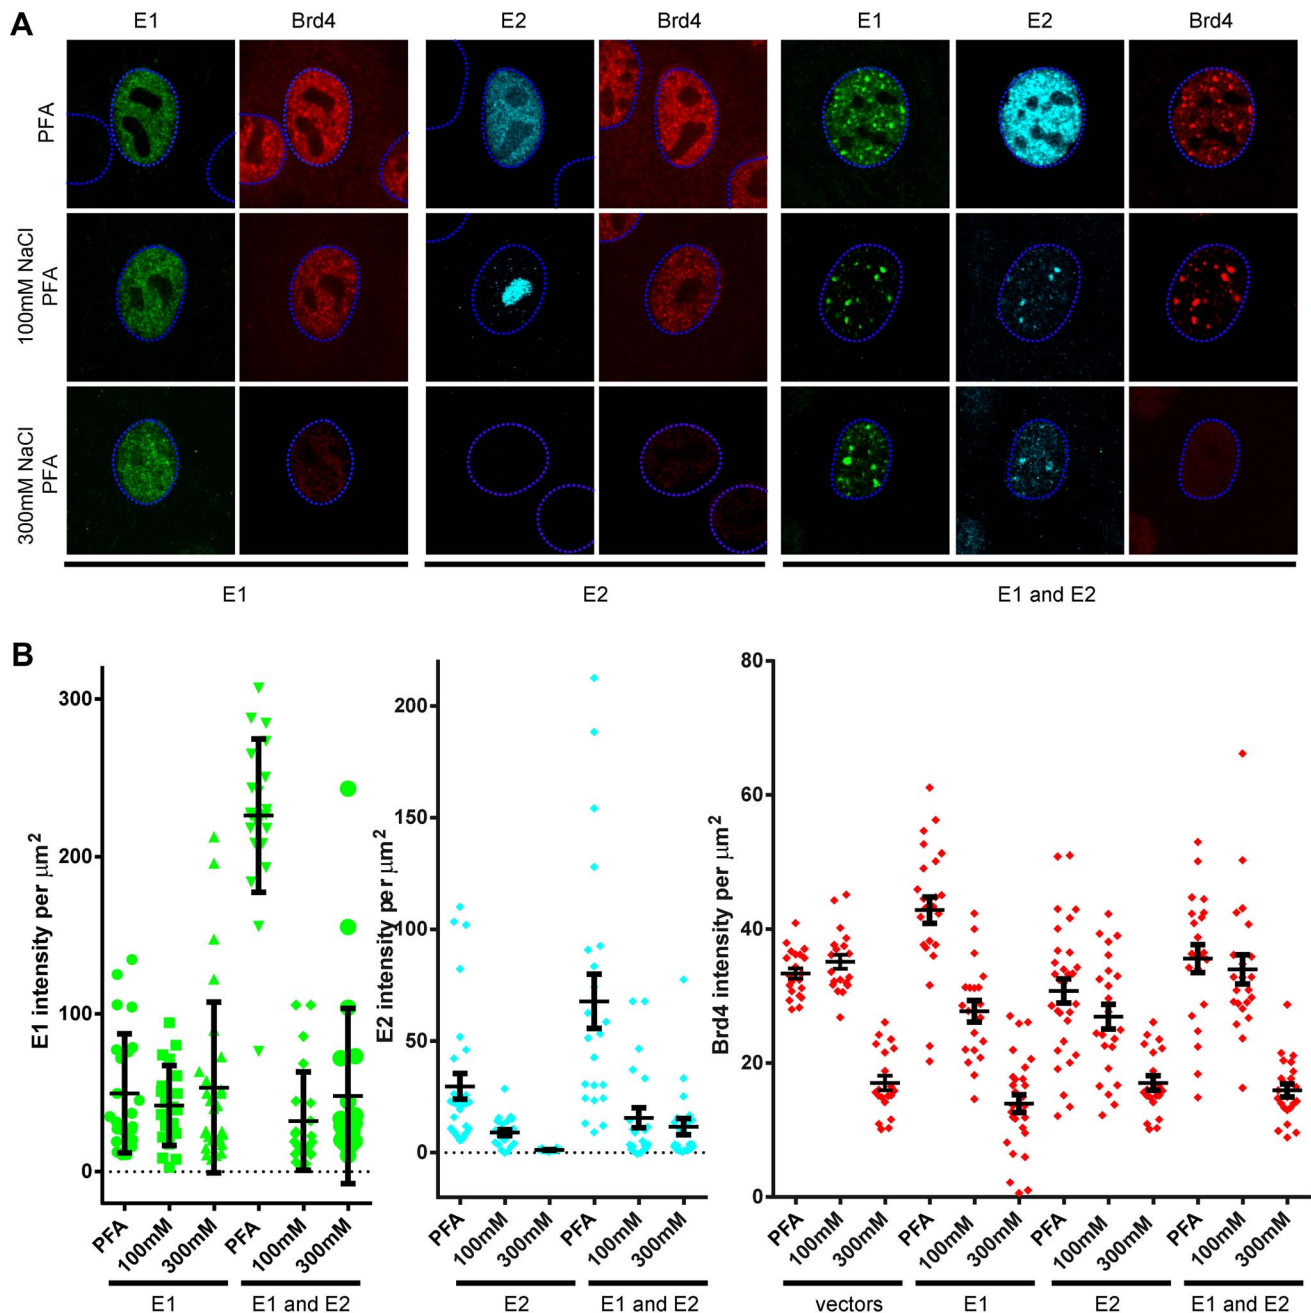 A
E1 Brd4 E2 Brd4 E1 E2 Brd4
PFA
100mM NaCl
PFA
300mM NaCl
PFA
E1 E2 E1 and E2
B
E1 intensity per μm²
300
200
100
0
PFA 100mM 300mM PFA 100mM 300mM
E1 E1 and E2
E2 intensity per μm²
200
150
100
50
0
PFA 100mM 300mM PFA 100mM 300mM
E2 E1 and E2
Brd4 intensity per μm²
80
60
40
20
0
PFA 100mM 300mM PFA 100mM 300mM PFA 100mM 300mM PFA 100mM 300mM
vectors E1 E2 E1 and E2